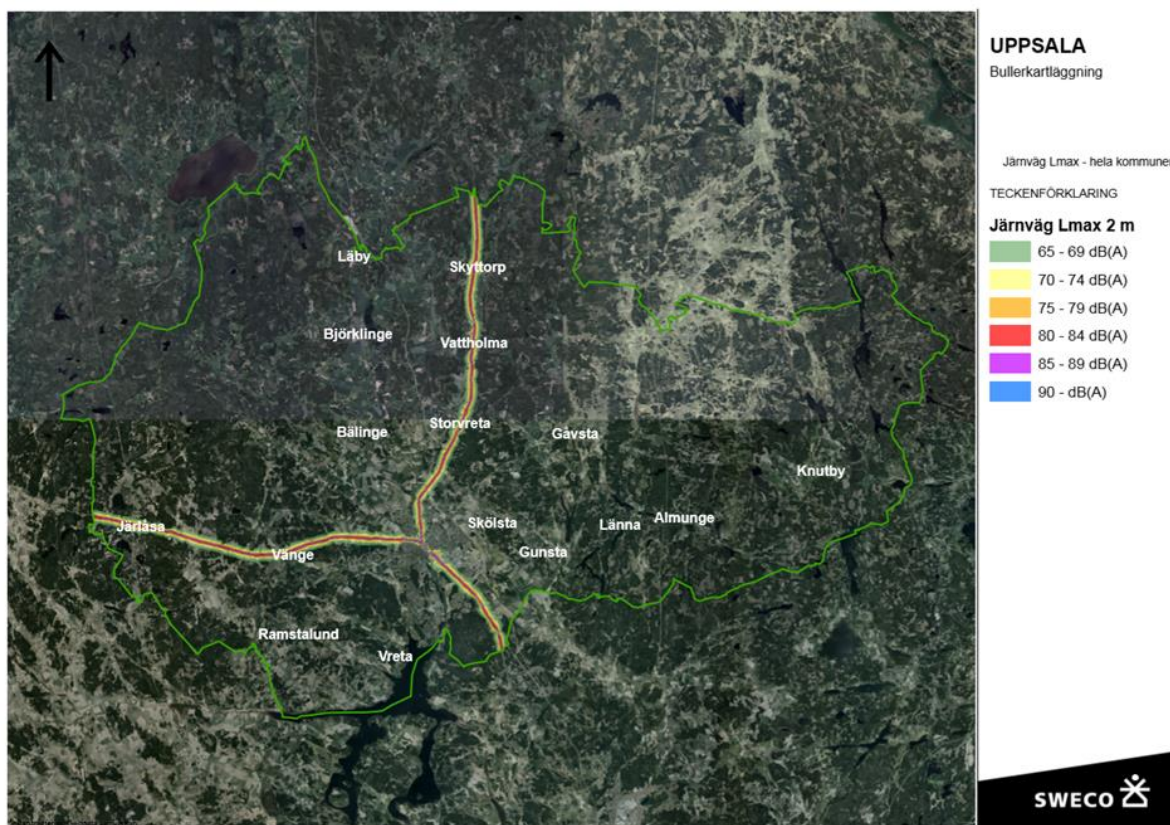 UPPSALA
Bullerkartläggning
Järnväg Lmax - hela kommunen
TECKENFÖRKLARING
Järnväg Lmax 2 m
65 - 69 dB(A)
70 - 74 dB(A)
75 - 79 dB(A)
80 - 84 dB(A)
85 - 89 dB(A)
90 - dB(A)
Läby
Skyttorp
Björklinge
Vattholma
Bälinge
Storvreta
Gåvsta
Knutby
Järlåsa
Skölsta
Länna
Almunge
Vänge
Gunsta
Ramstalund
Vreta
SWECO